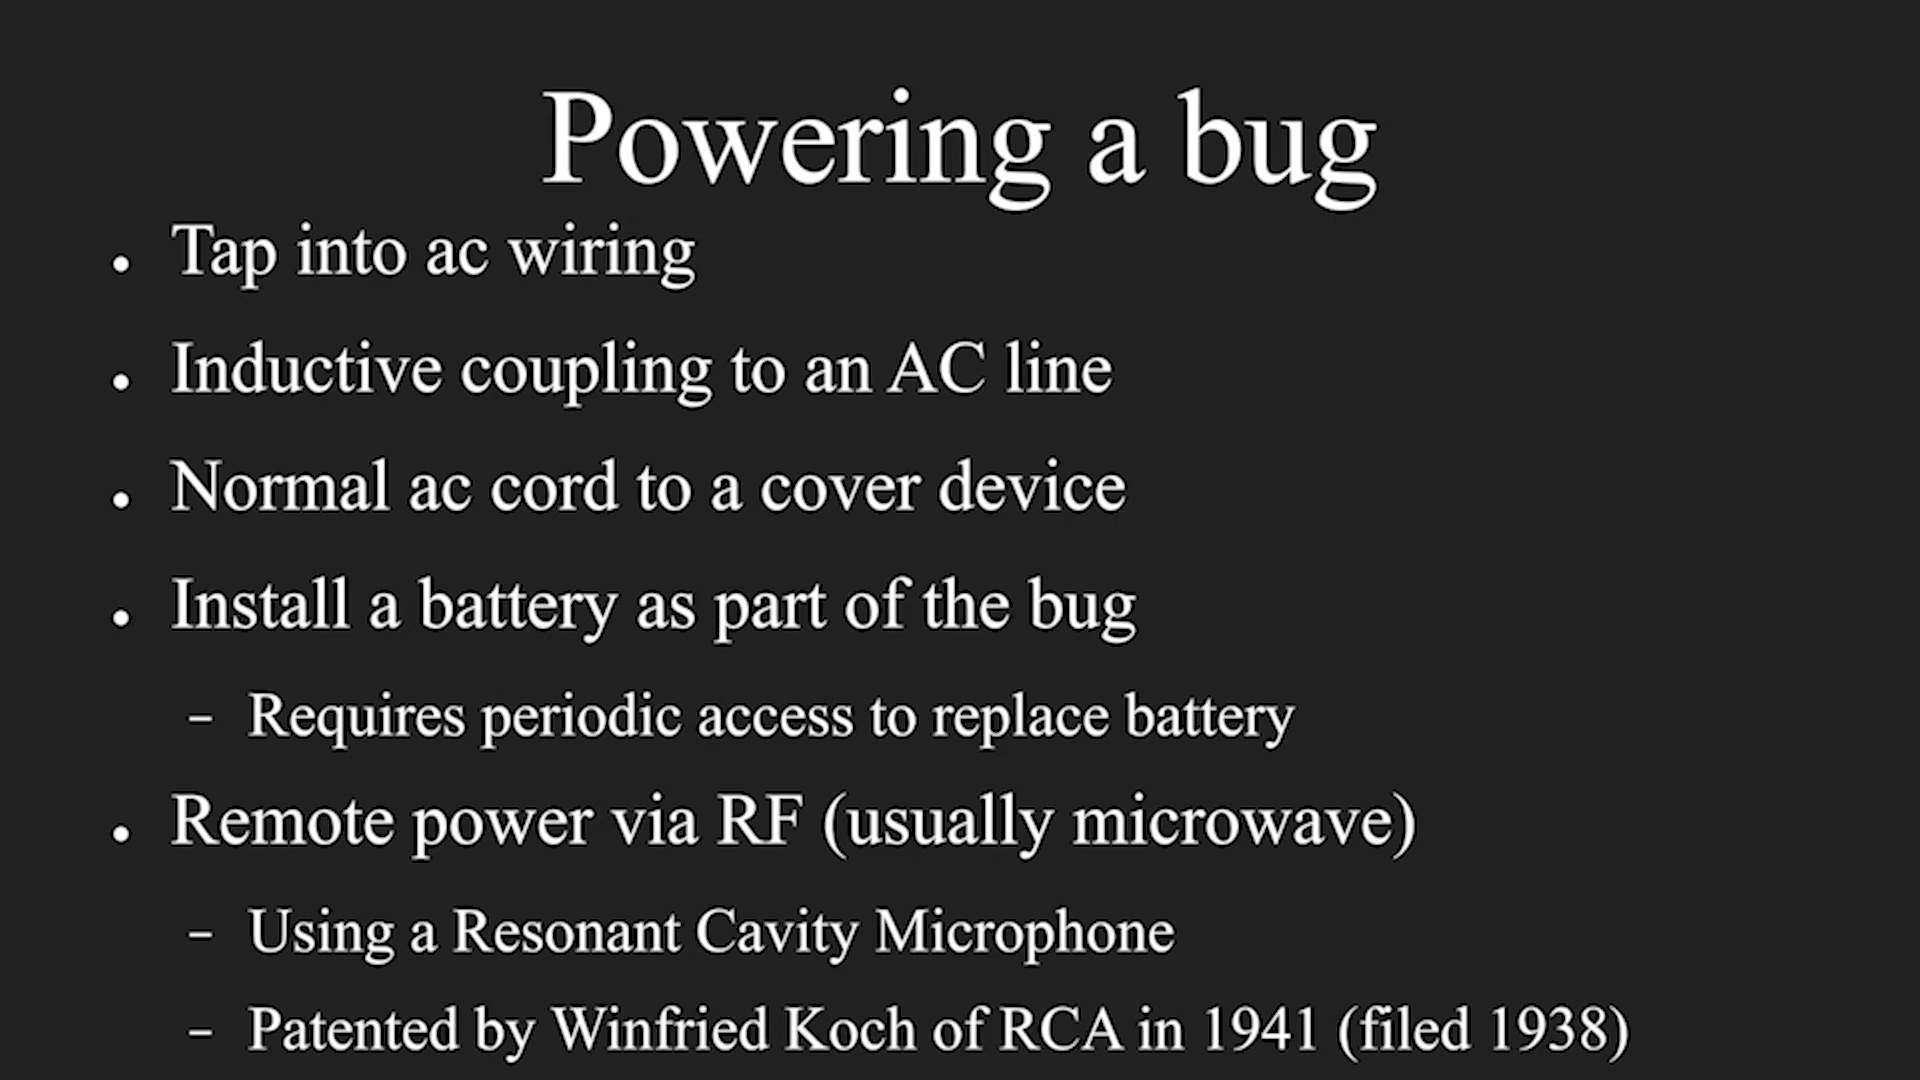 Powering a bug
• Tap into ac wiring
• Inductive coupling to an AC line
• Normal ac cord to a cover device
• Install a battery as part of the bug
– Requires periodic access to replace battery
• Remote power via RF (usually microwave)
– Using a Resonant Cavity Microphone
– Patented by Winfried Koch of RCA in 1941 (filed 1938)